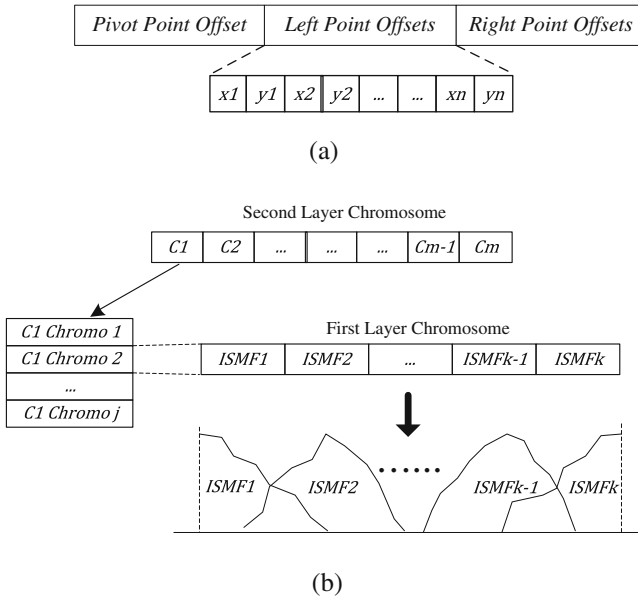 Pivot Point Offset Left Point Offsets Right Point Offsets
x1 y1 x2 y2 ... ... xn yn
(a)
Second Layer Chromosome
C1 C2 ... ... ... Cm-1 Cm
C1 Chromo 1
C1 Chromo 2
...
C1 Chromo j
First Layer Chromosome
ISMF1 ISMF2 ... ISMFk-1 ISMFk
ISMF1 ISMF2 ...... ISMFk-1 ISMFk
(b)